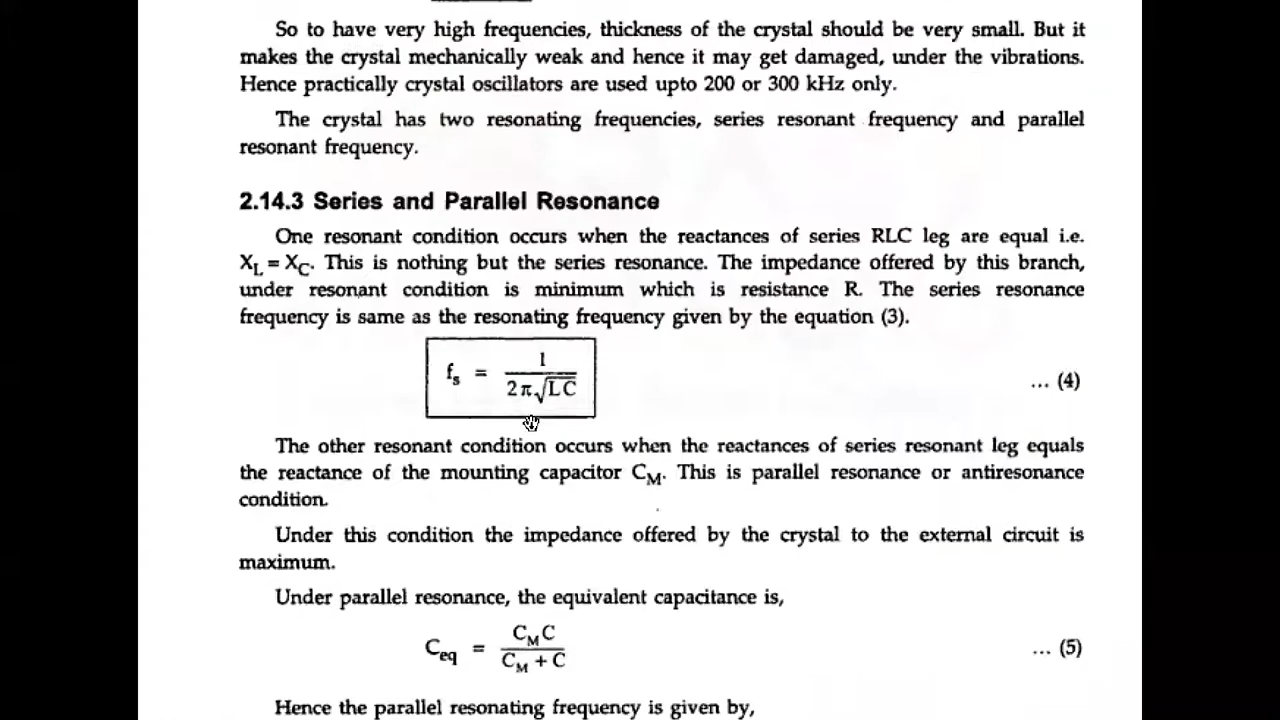 So to have very high frequencies, thickness of the crystal should be very small. But it
makes the crystal mechanically weak and hence it may get damaged, under the vibrations.
Hence practically crystal oscillators are used upto 200 or 300 kHz only.
The crystal has two resonating frequencies, series resonant frequency and parallel
resonant frequency.
2.14.3 Series and Parallel Resonance
One resonant condition occurs when the reactances of series RLC leg are equal i.e.
X_L = X_C. This is nothing but the series resonance. The impedance offered by this branch,
under resonant condition is minimum which is resistance R. The series resonance
frequency is same as the resonating frequency given by the equation (3).
f_s = 1 / (2π√(LC)) ... (4)
The other resonant condition occurs when the reactances of series resonant leg equals
the reactance of the mounting capacitor C_M. This is parallel resonance or antiresonance
condition.
Under this condition the impedance offered by the crystal to the external circuit is
maximum.
Under parallel resonance, the equivalent capacitance is,
C_eq = C_M C / (C_M + C) ... (5)
Hence the parallel resonating frequency is given by,